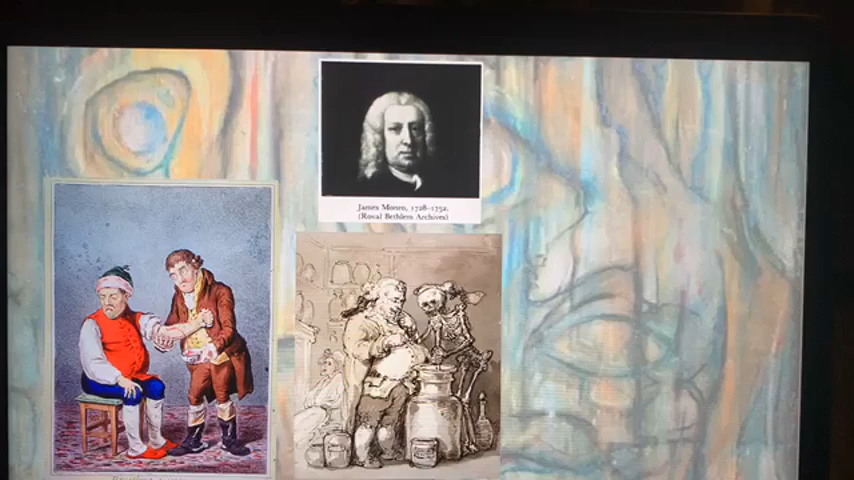 James Monro, 1728–1752.
(Royal Bethlem Archives)